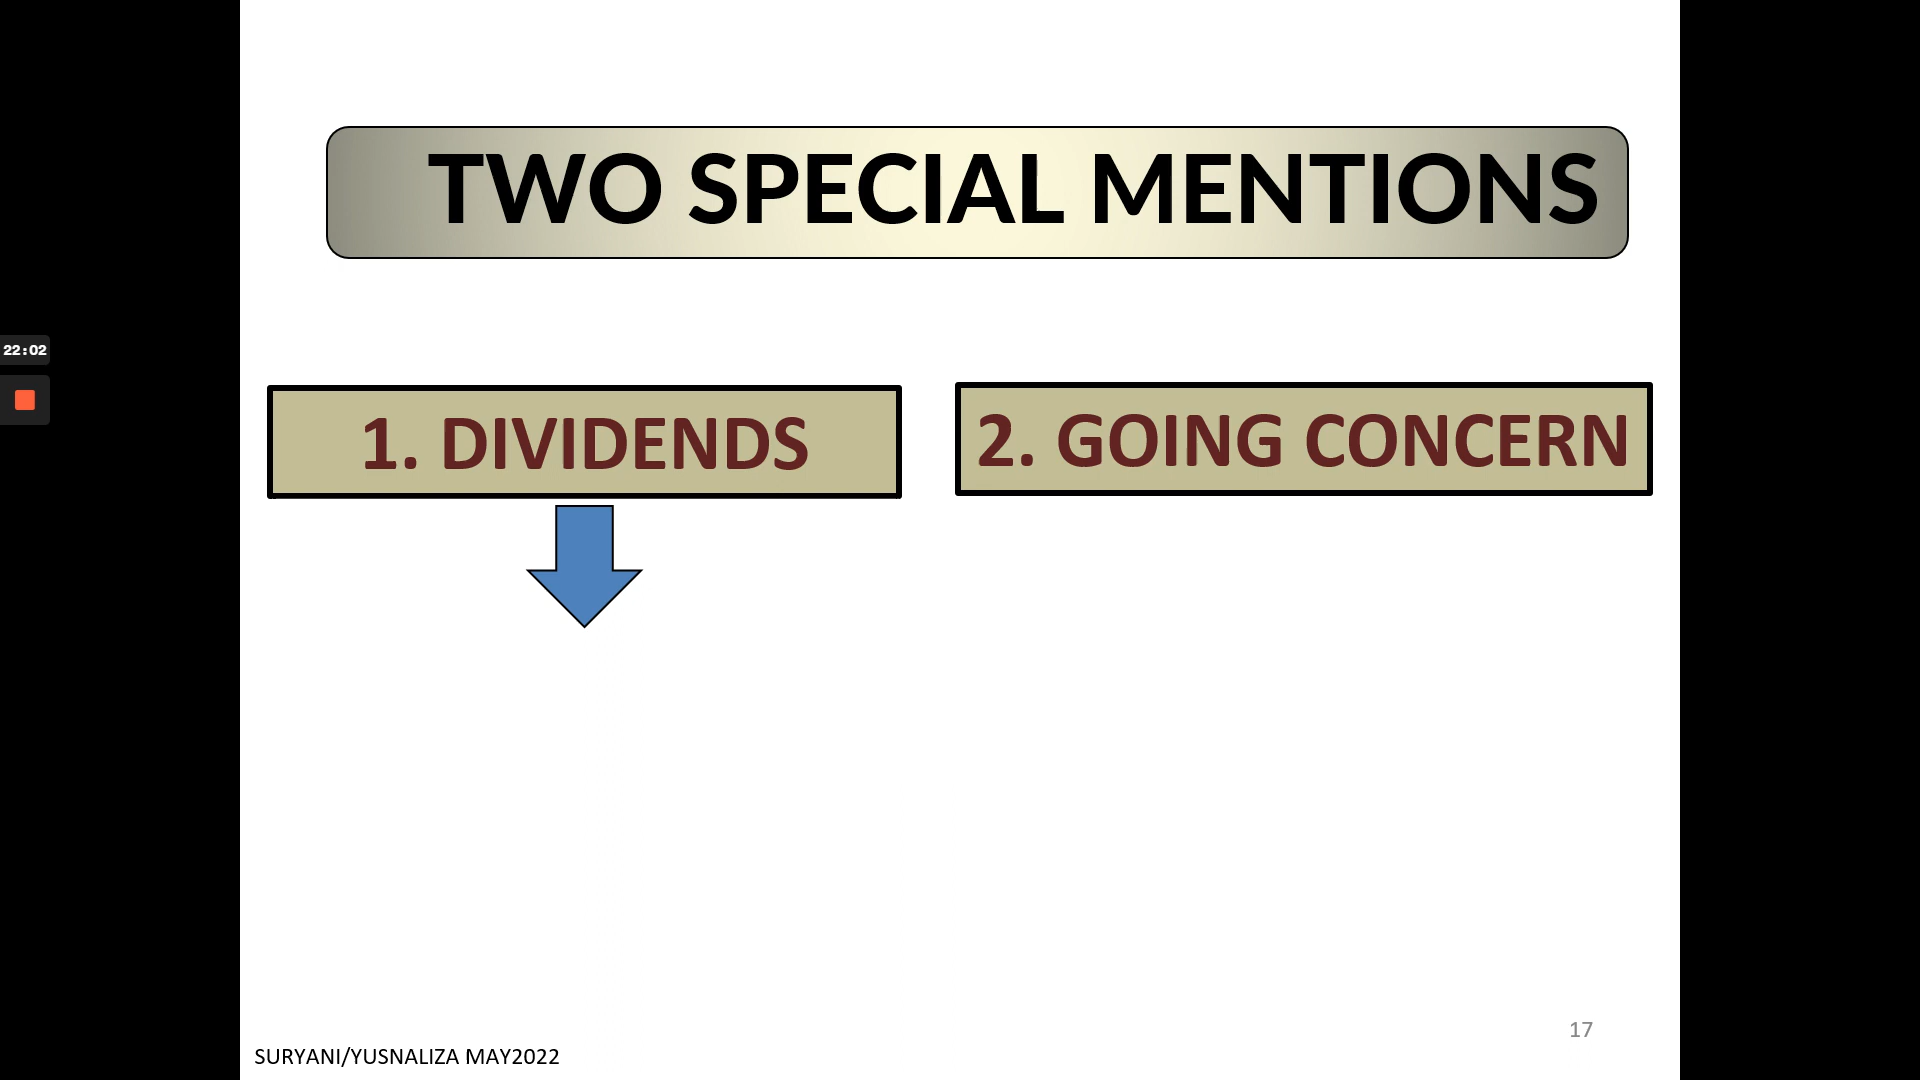 TWO SPECIAL MENTIONS
22:02
1. DIVIDENDS
2. GOING CONCERN
17
SURYANI/YUSNALIZA MAY2022